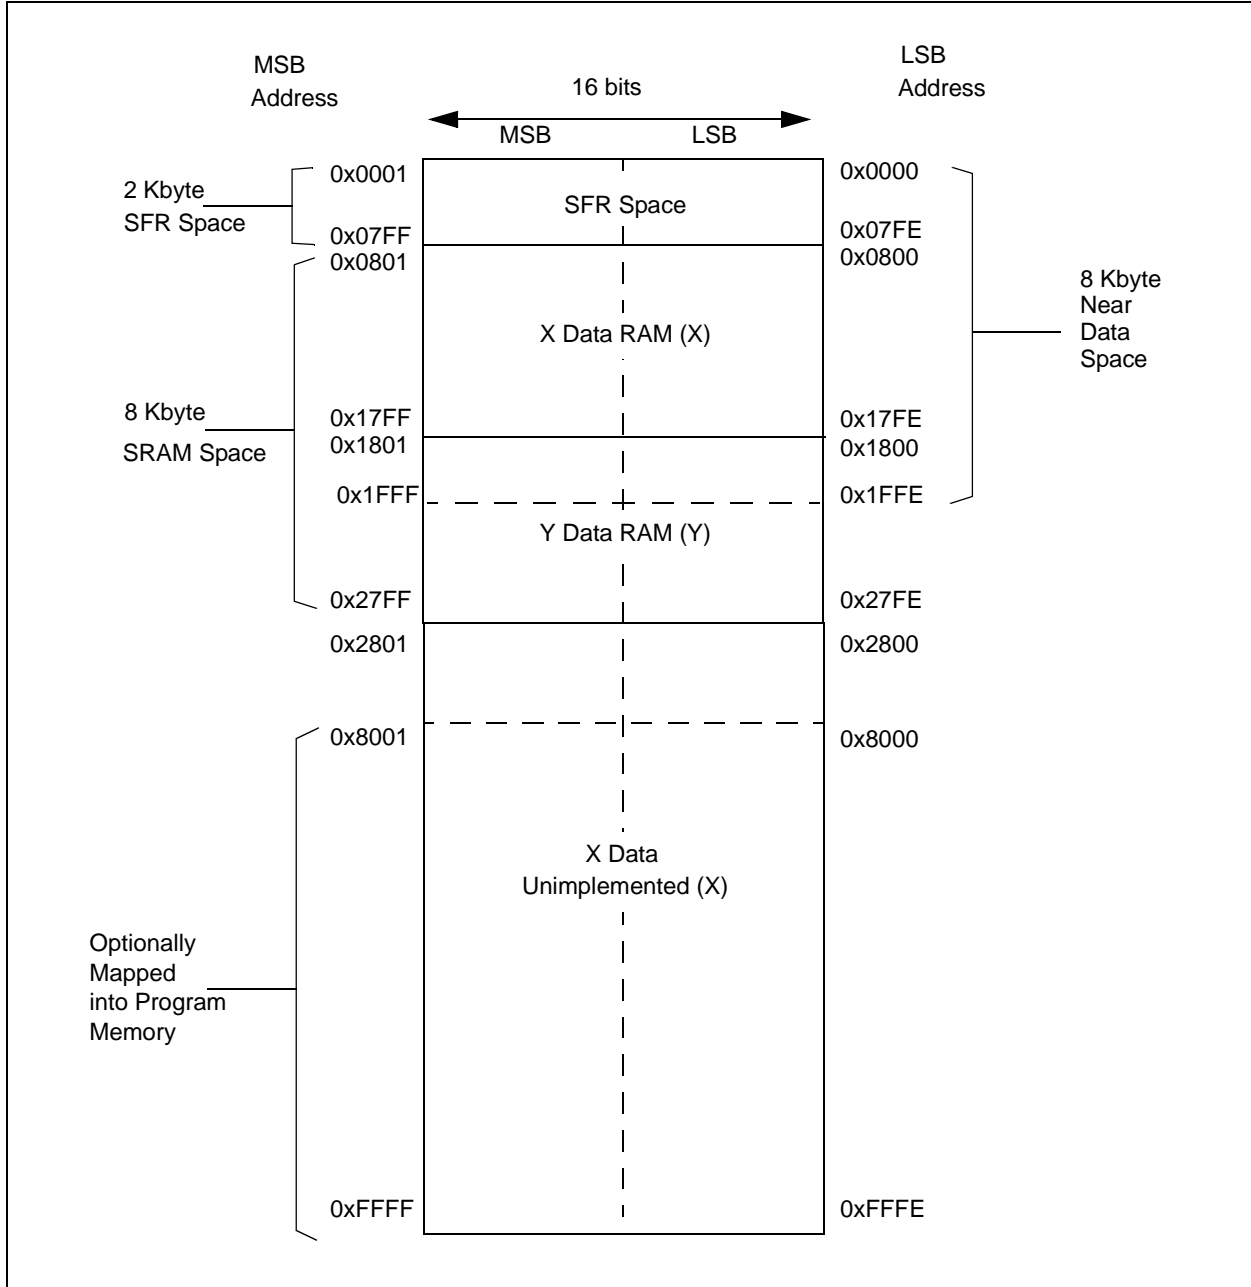 MSB
Address
LSB
Address
16 bits
MSB
LSB
0x0001
0x0000
2 Kbyte
SFR Space
SFR Space
0x07FF
0x07FE
0x0801
0x0800
8 Kbyte
Near
Data
Space
X Data RAM (X)
8 Kbyte
SRAM Space
0x17FF
0x17FE
0x1801
0x1800
0x1FFF
0x1FFE
Y Data RAM (Y)
0x27FF
0x27FE
0x2801
0x2800
0x8001
0x8000
X Data
Unimplemented (X)
Optionally
Mapped
into Program
Memory
0xFFFF
0xFFFE